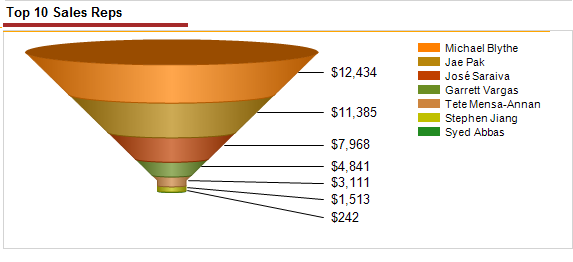 Top 10 Sales Reps
$12,434
$11,385
$7,968
$4,841
$3,111
$1,513
$242
Michael Blythe
Jae Pak
José Saraiva
Garrett Vargas
Tete Mensa-Annan
Stephen Jiang
Syed Abbas